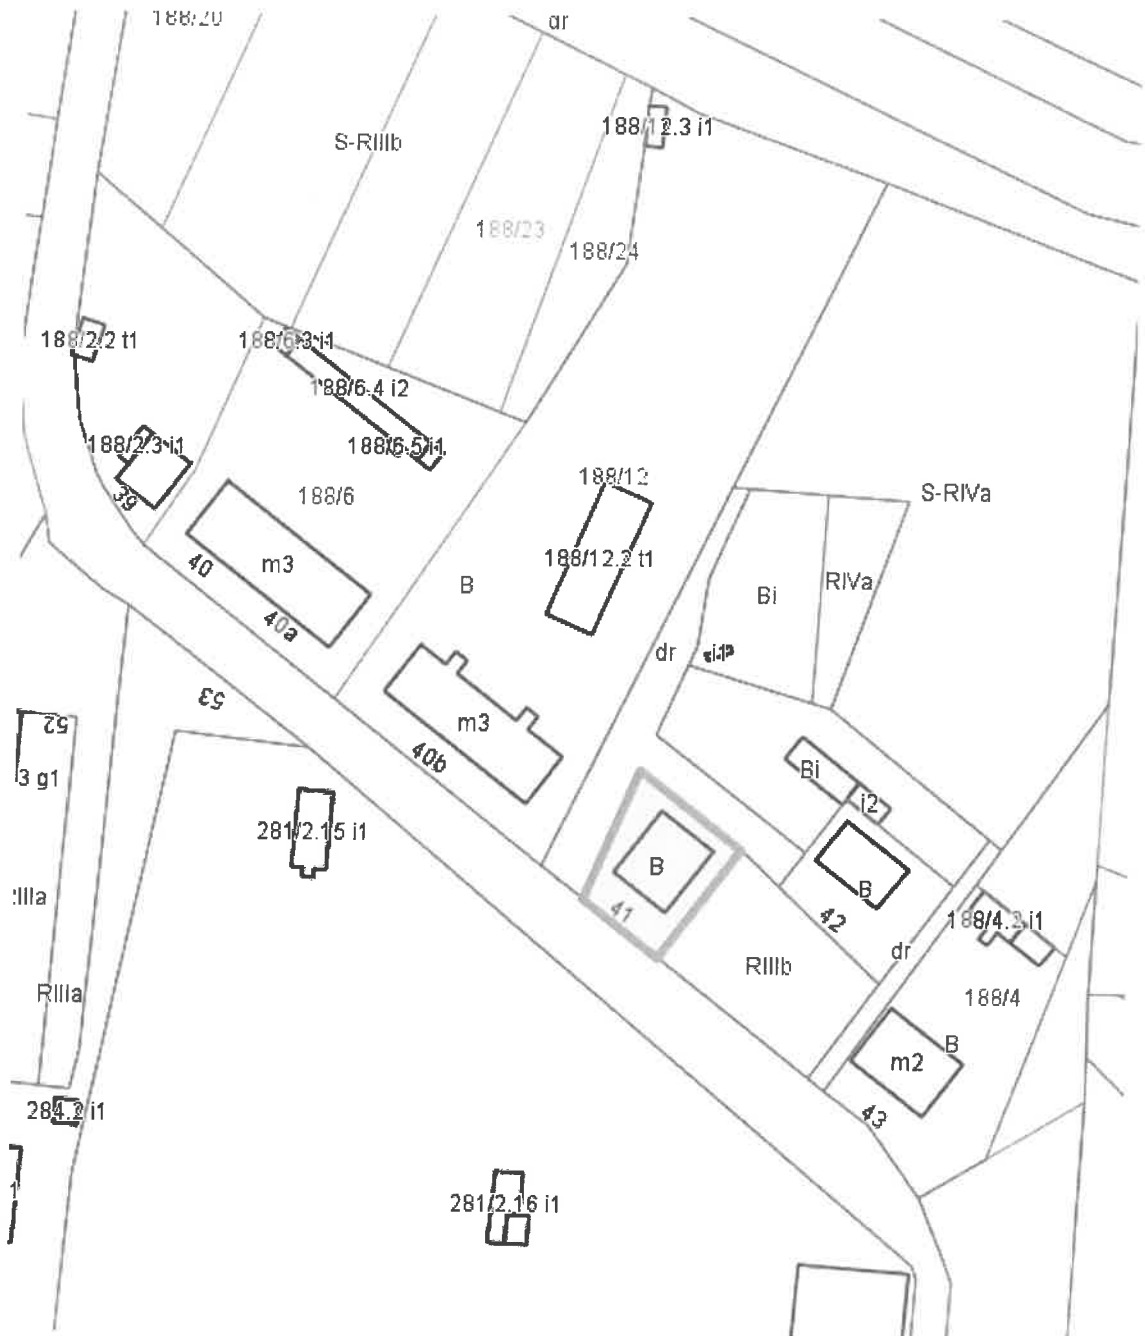 188/20
dr
188/12.3 i1
S-RIIIb
188/23
188/24
188/2.2 t1
188/6.3 i1
188/6.4 i2
188/2.3 i1
188/6.5 i1
39
188/6
188/12
S-RIVa
188/12.2 t1
40
m3
B
Bi
RIVa
40a
dr
i1
53
52
m3
40b
3 g1
Bi
i2
281/2.15 i1
B
B
41
42
188/4.2 i1
dr
RIIIb
RIIIa
188/4
B
m2
284.2 i1
43
281/2.16 i1
1